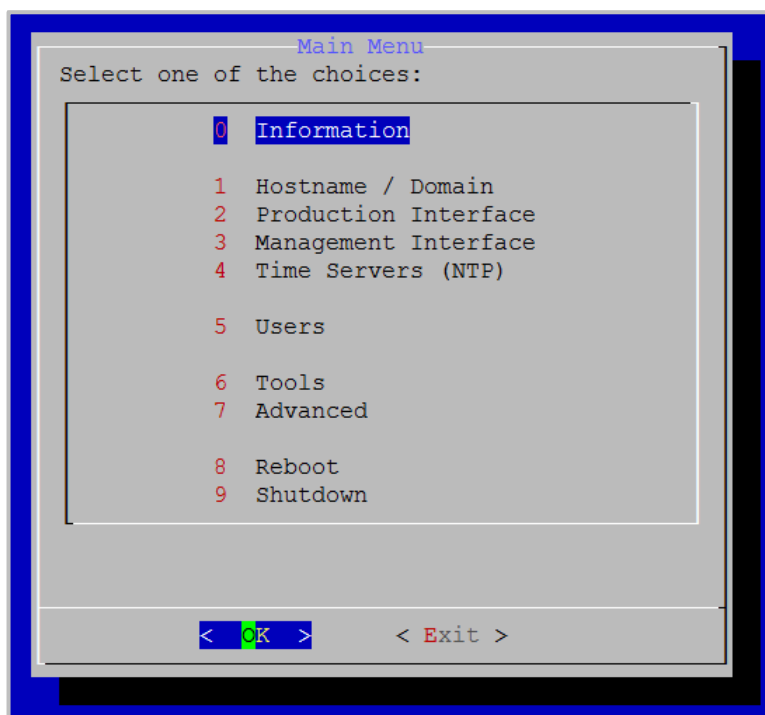 Main Menu
Select one of the choices:
0 Information
1 Hostname / Domain
2 Production Interface
3 Management Interface
4 Time Servers (NTP)
5 Users
6 Tools
7 Advanced
8 Reboot
9 Shutdown
< OK > < Exit >